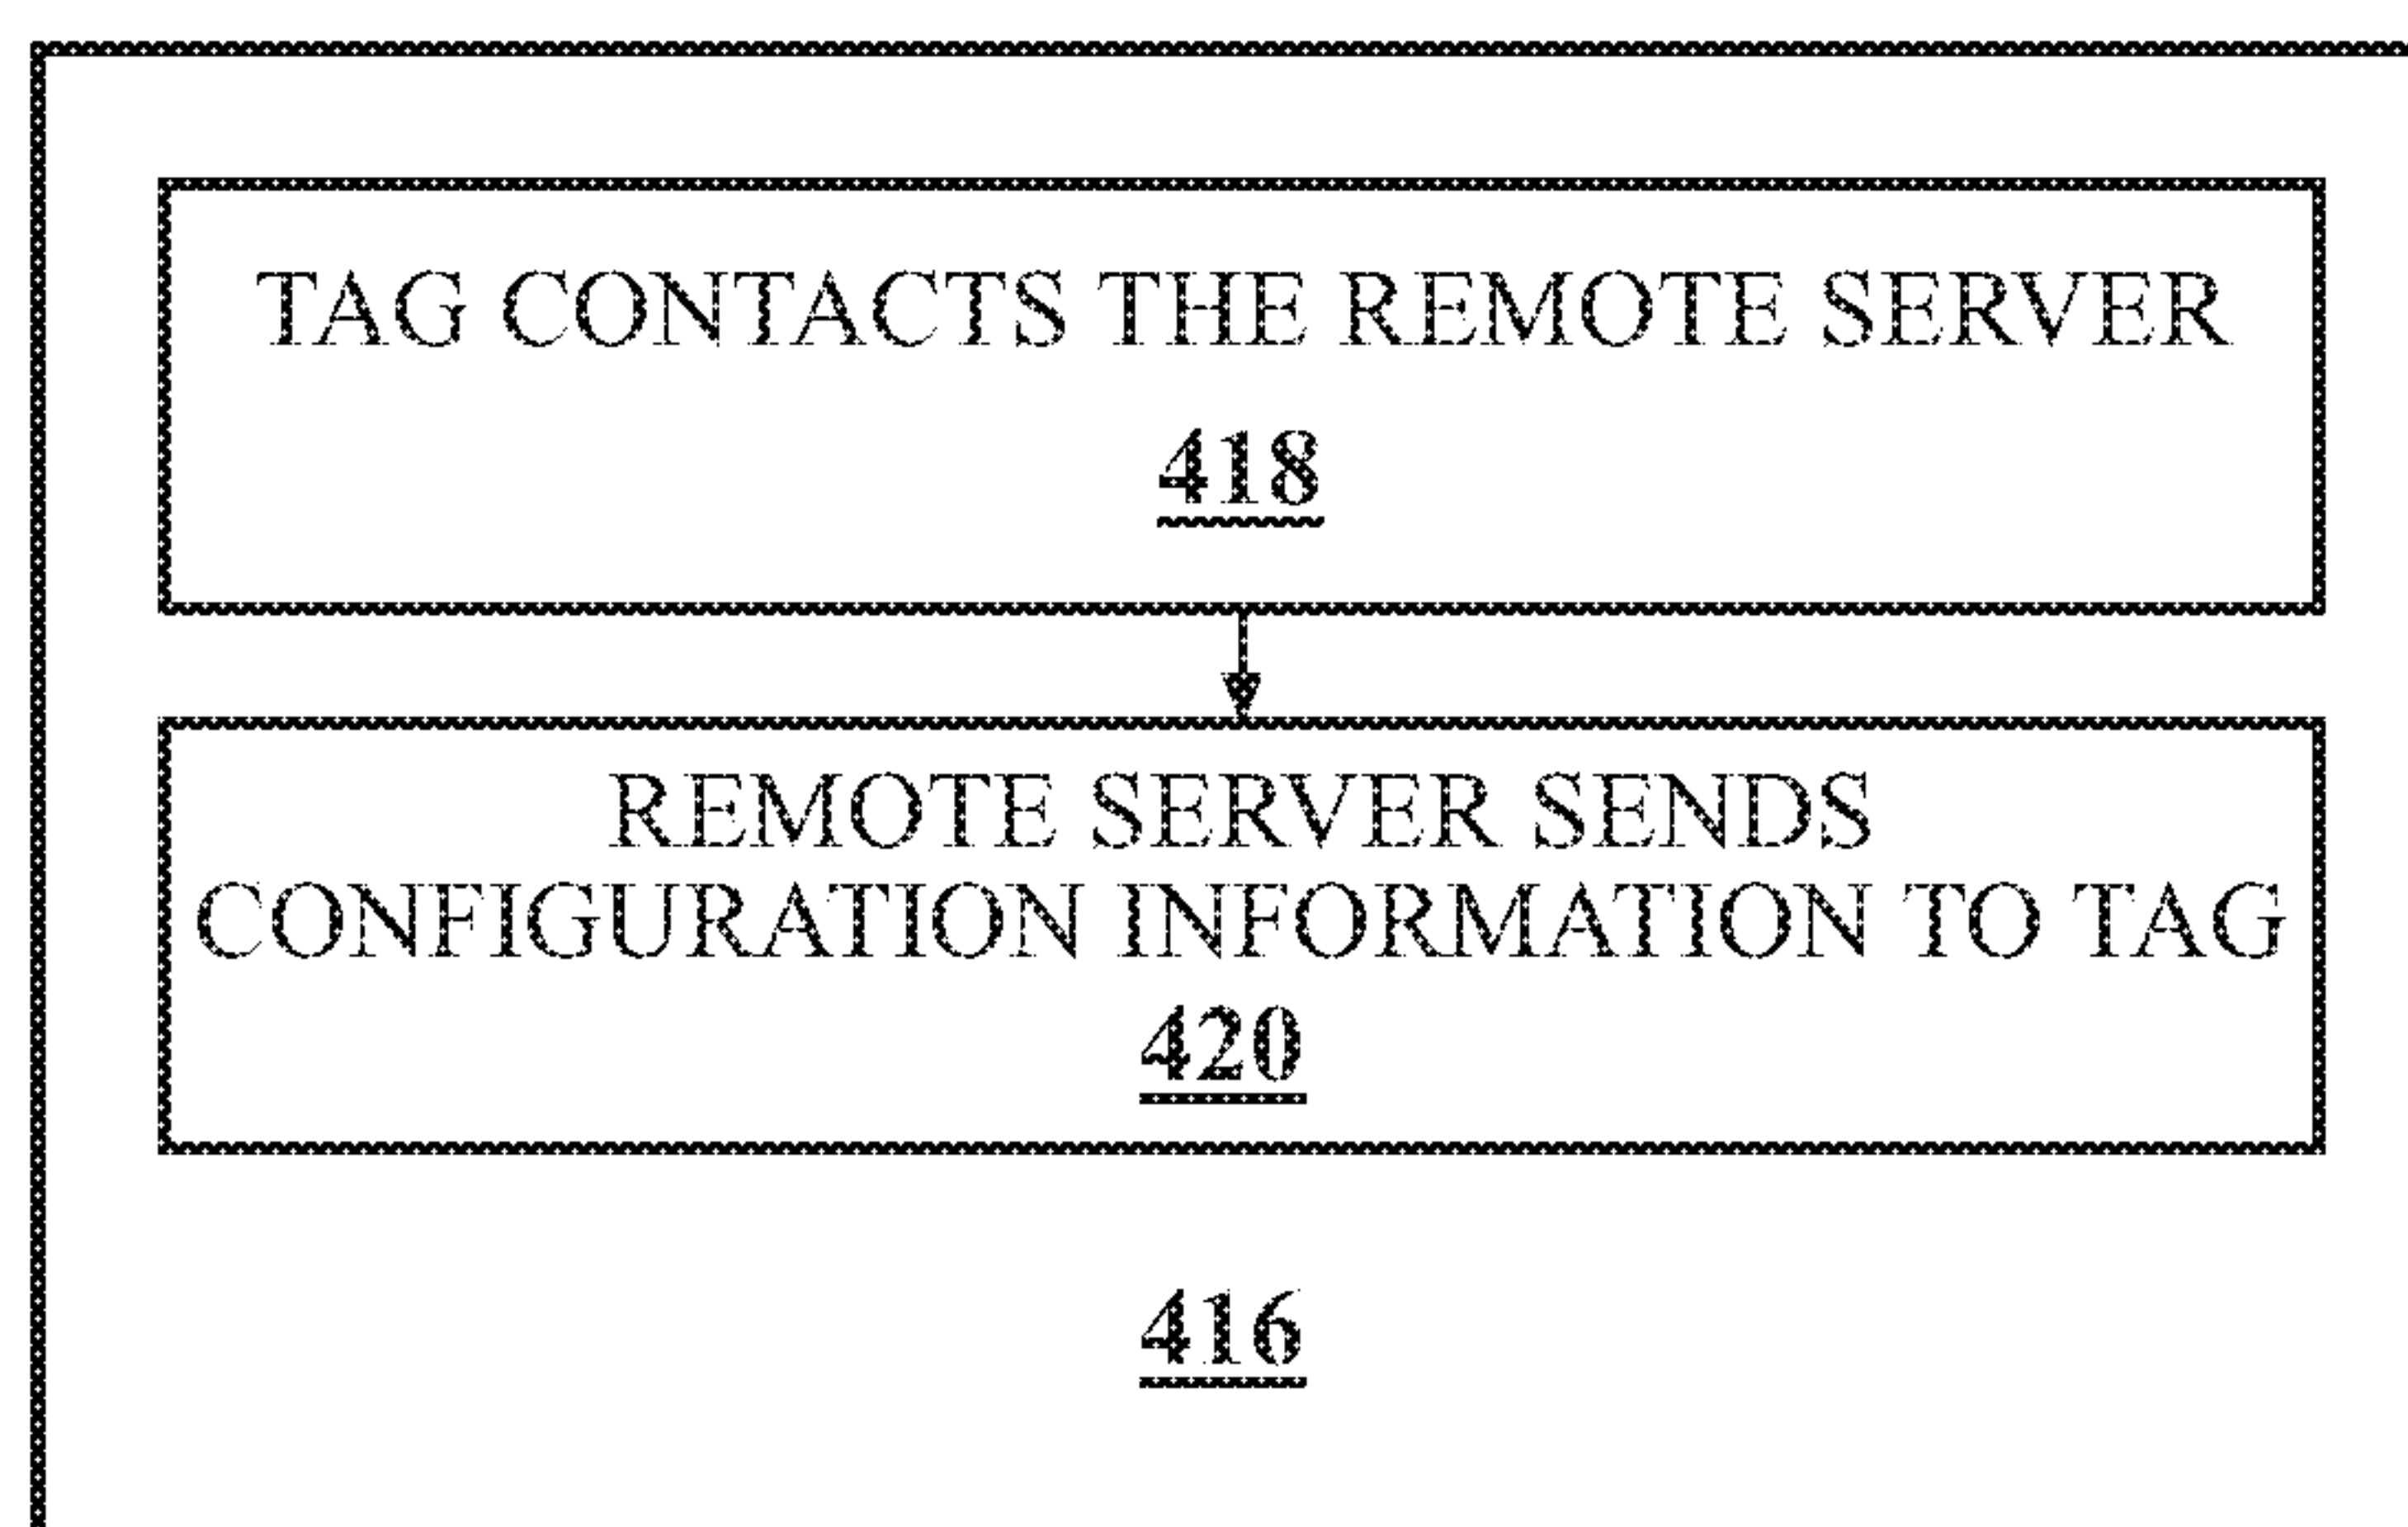 TAG CONTACTS THE REMOTE SERVER
418
REMOTE SERVER SENDS
CONFIGURATION INFORMATION TO TAG
420
416